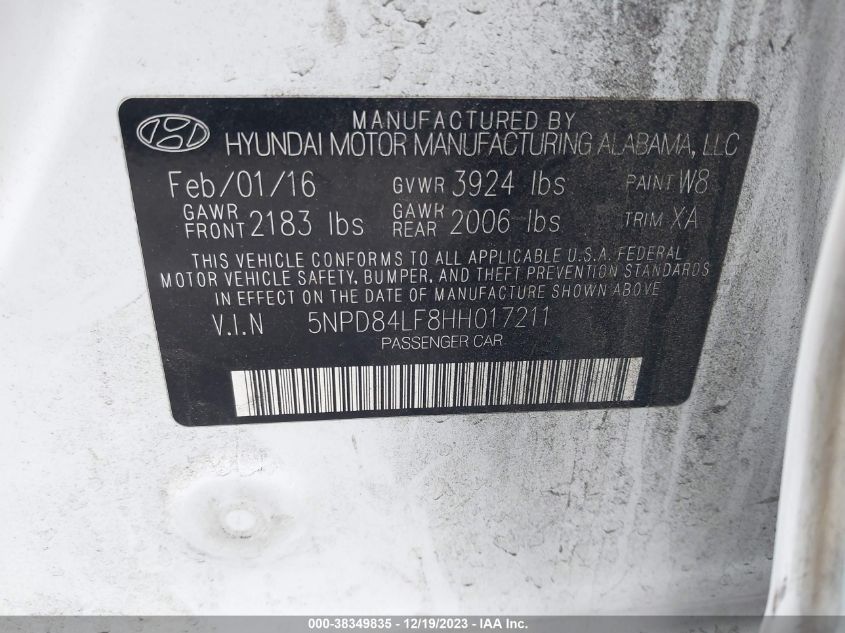 MANUFACTURED BY
HYUNDAI MOTOR MANUFACTURING ALABAMA, LLC
Feb/01/16 GVWR 3924 lbs PAINT W8
GAWR FRONT 2183 lbs GAWR REAR 2006 lbs TRIM XA
THIS VEHICLE CONFORMS TO ALL APPLICABLE U.S.A. FEDERAL
MOTOR VEHICLE SAFETY, BUMPER, AND THEFT PREVENTION STANDARDS
IN EFFECT ON THE DATE OF MANUFACTURE SHOWN ABOVE.
V.I.N 5NPD84LF8HH017211
PASSENGER CAR
000-38349835 - 12/19/2023 - IAA Inc.